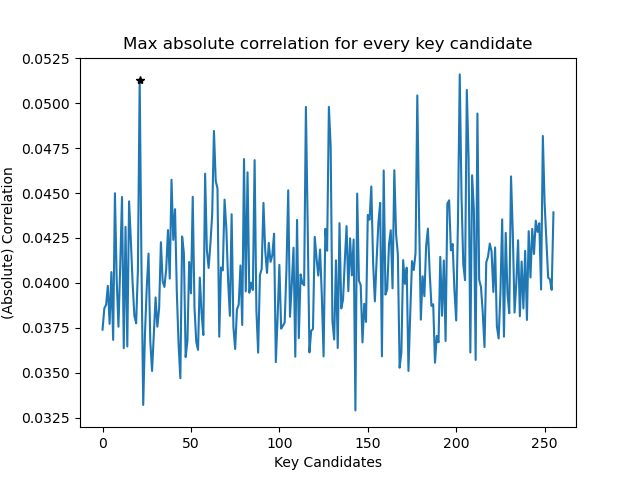 Max absolute correlation for every key candidate
0.0525
0.0500
0.0475
0.0450
0.0425
0.0400
0.0375
0.0350
0.0325
(Absolute) Correlation
0 50 100 150 200 250
Key Candidates